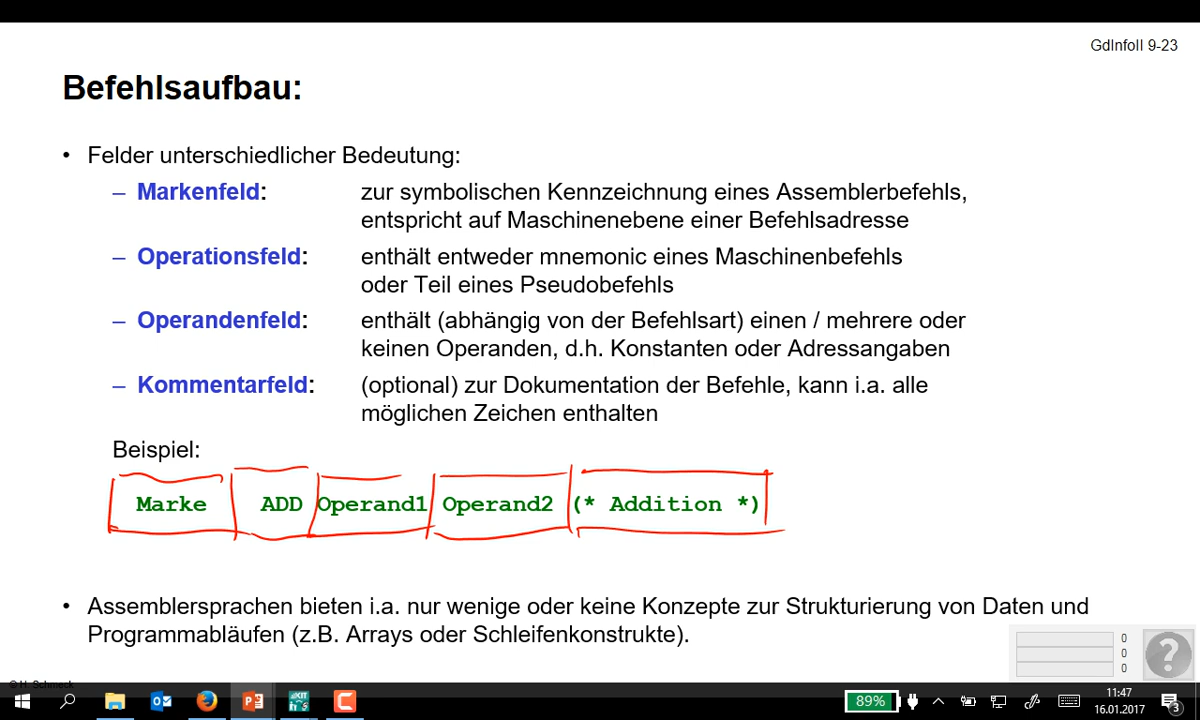 GdInfoII 9-23
Befehlsaufbau:
• Felder unterschiedlicher Bedeutung:
– Markenfeld: zur symbolischen Kennzeichnung eines Assemblerbefehls,
entspricht auf Maschinenebene einer Befehlsadresse
– Operationsfeld: enthält entweder mnemonic eines Maschinenbefehls
oder Teil eines Pseudobefehls
– Operandenfeld: enthält (abhängig von der Befehlsart) einen / mehrere oder
keinen Operanden, d.h. Konstanten oder Adressangaben
– Kommentarfeld: (optional) zur Dokumentation der Befehle, kann i.a. alle
möglichen Zeichen enthalten
Beispiel:
Marke ADD Operand1 Operand2 (* Addition *)
• Assemblersprachen bieten i.a. nur wenige oder keine Konzepte zur Strukturierung von Daten und
Programmabläufen (z.B. Arrays oder Schleifenkonstrukte).
0
0
0
?
© H. Schmeck
89%
11:47
16.01.2017
3